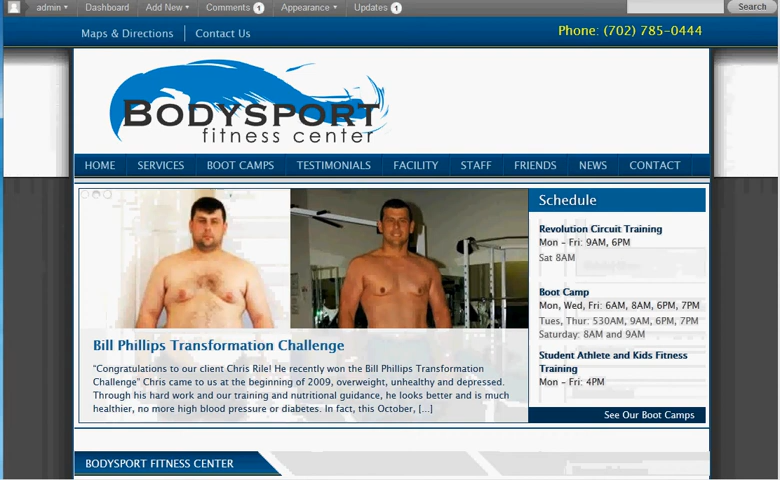 admin Dashboard Add New Comments 1 Appearance Updates 1 Search
Maps & Directions Contact Us Phone: (702) 785-0444
BODYSPORT
fitness center
HOME SERVICES BOOT CAMPS TESTIMONIALS FACILITY STAFF FRIENDS NEWS CONTACT
Bill Phillips Transformation Challenge
“Congratulations to our client Chris Rile! He recently won the Bill Phillips Transformation
Challenge” Chris came to us at the beginning of 2009, overweight, unhealthy and depressed.
Through his hard work and our training and nutritional guidance, he looks better and is much
healthier, no more high blood pressure or diabetes. In fact, this October, [...]
Schedule
Revolution Circuit Training
Mon - Fri: 9AM, 6PM
Sat 8AM
Boot Camp
Mon, Wed, Fri: 6AM, 8AM, 6PM, 7PM
Tues, Thur: 530AM, 9AM, 6PM, 7PM
Saturday: 8AM and 9AM
Student Athlete and Kids Fitness
Training
Mon - Fri: 4PM
See Our Boot Camps
BODYSPORT FITNESS CENTER